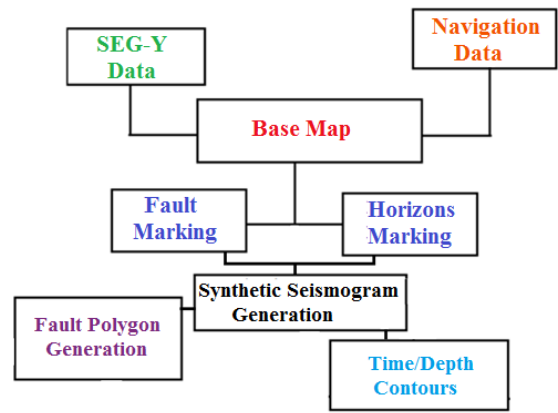 SEG-Y
Data
Navigation
Data
Base Map
Fault
Marking
Horizons
Marking
Synthetic Seismogram
Generation
Fault Polygon
Generation
Time/Depth
Contours